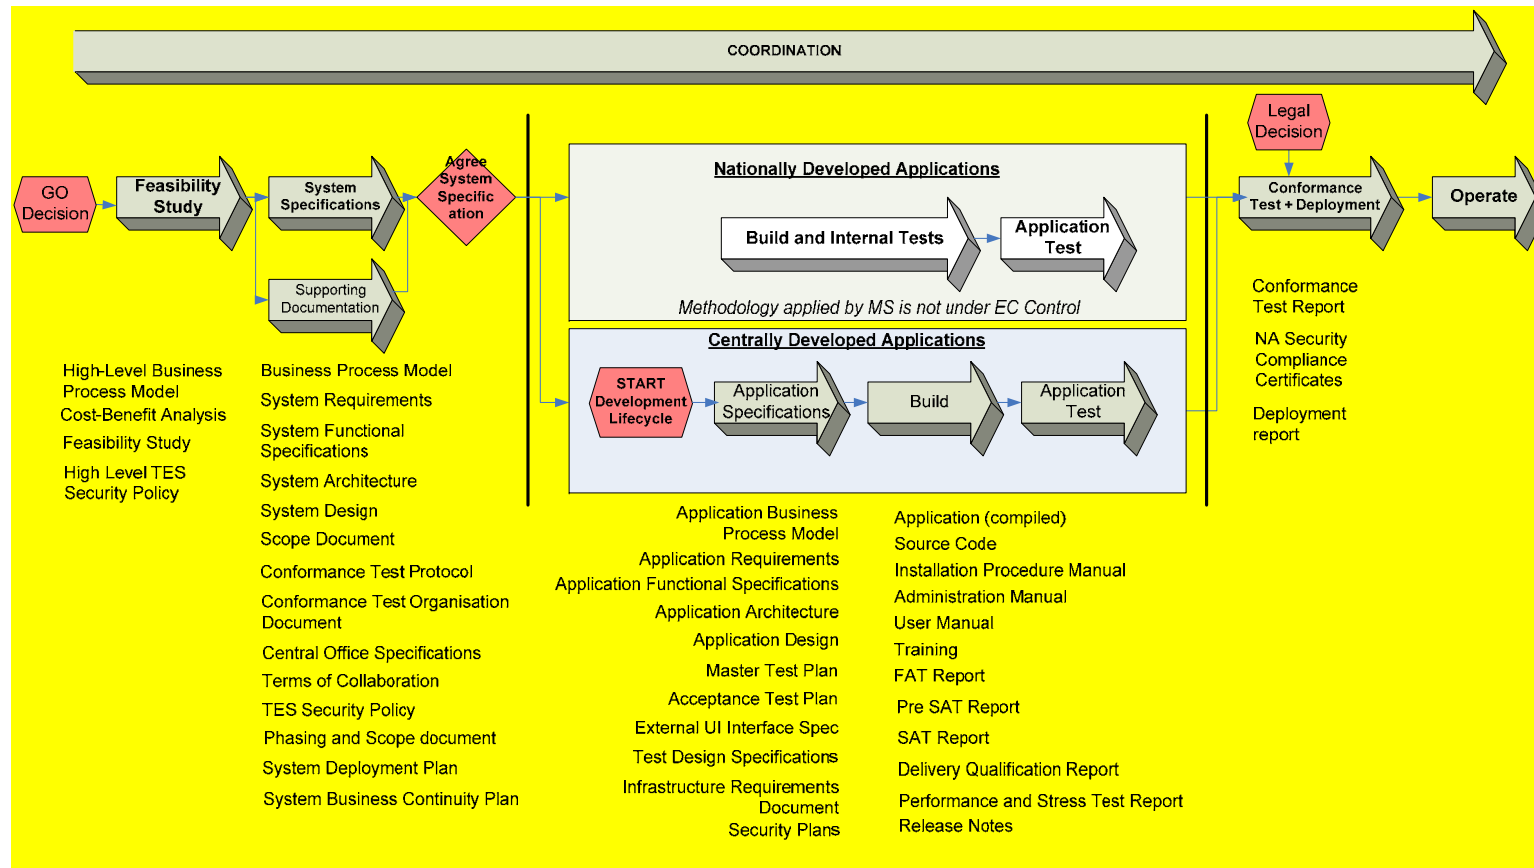 COORDINATION
Legal
Decision
GO
Decision
Feasibility
Study
System
Specifications
Supporting
Documentation
Agree
System
Specific
ation
Nationally Developed Applications
Build and Internal Tests
Application
Test
Methodology applied by MS is not under EC Control
Centrally Developed Applications
START
Development
Lifecycle
Application
Specifications
Build
Application
Test
Conformance
Test + Deployment
Operate
High-Level Business
Process Model
Cost-Benefit Analysis
Feasibility Study
High Level TES
Security Policy
Business Process Model
System Requirements
System Functional
Specifications
System Architecture
System Design
Scope Document
Conformance Test Protocol
Conformance Test Organisation
Document
Central Office Specifications
Terms of Collaboration
TES Security Policy
Phasing and Scope document
System Deployment Plan
System Business Continuity Plan
Application Business
Process Model
Application Requirements
Application Functional Specifications
Application Architecture
Application Design
Master Test Plan
Acceptance Test Plan
External UI Interface Spec
Test Design Specifications
Infrastructure Requirements
Document
Security Plans
Application (compiled)
Source Code
Installation Procedure Manual
Administration Manual
User Manual
Training
FAT Report
Pre SAT Report
SAT Report
Delivery Qualification Report
Performance and Stress Test Report
Release Notes
Conformance
Test Report
NA Security
Compliance
Certificates
Deployment
report